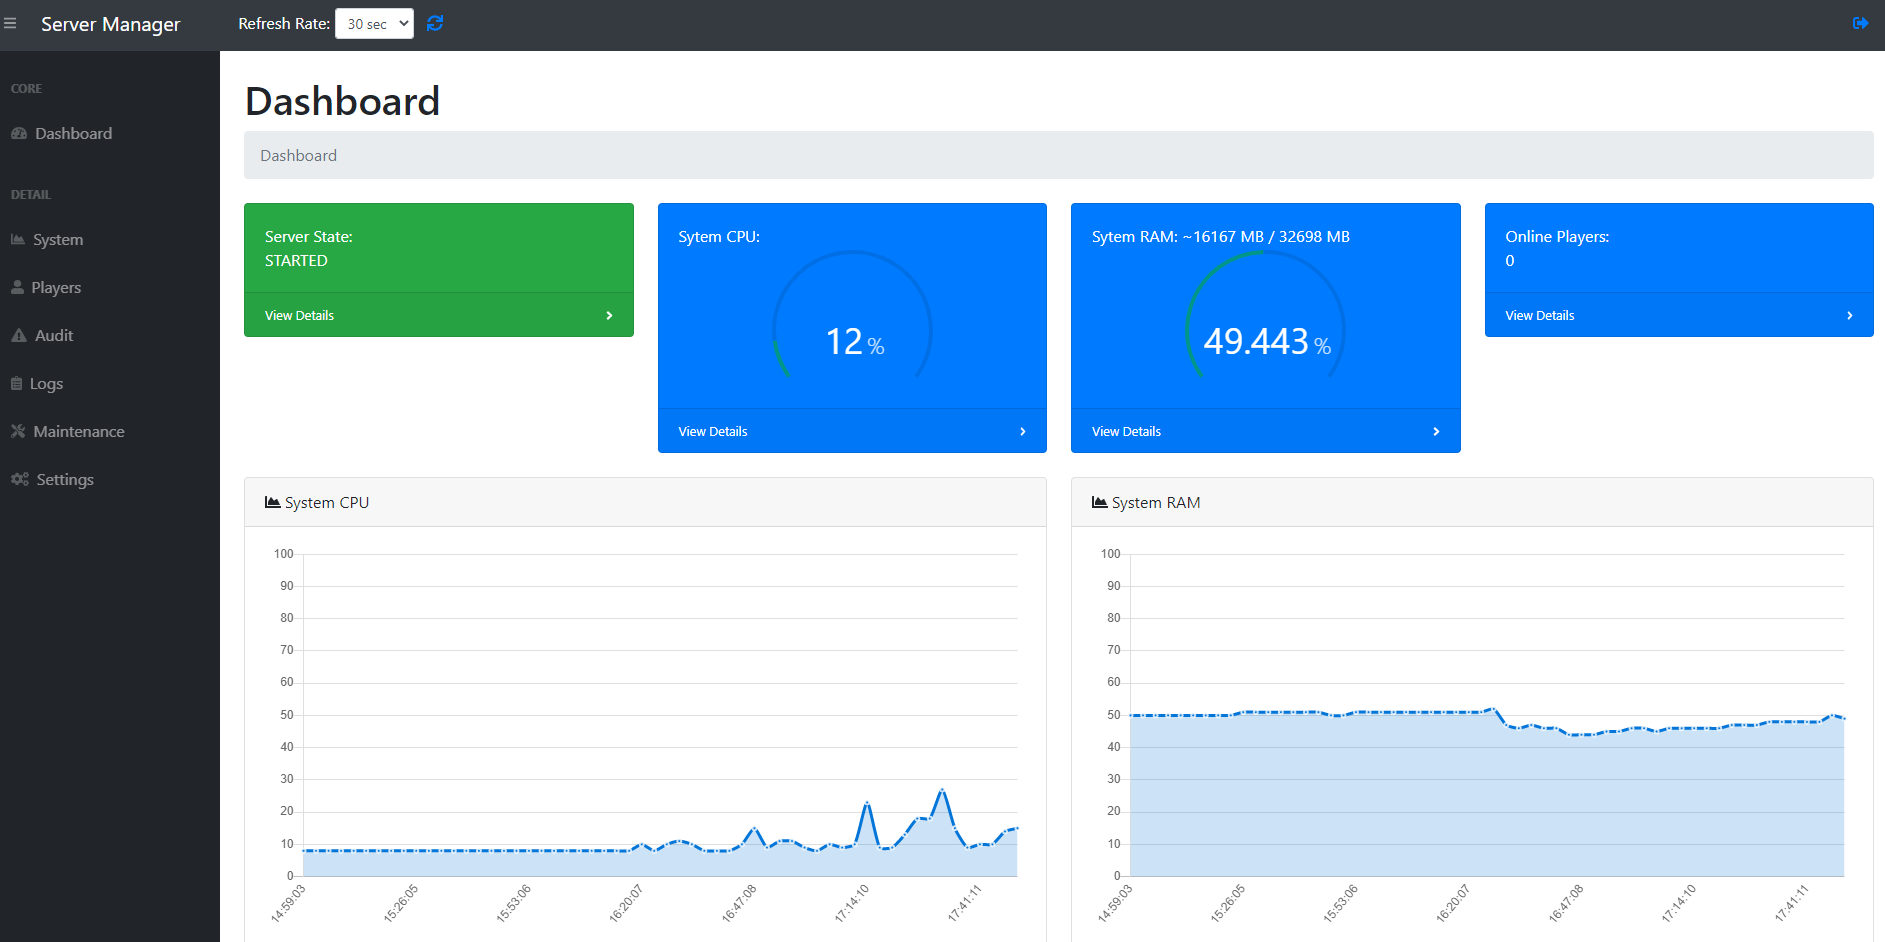 Server Manager
Refresh Rate: 30 sec
CORE
Dashboard
DETAIL
System
Players
Audit
Logs
Maintenance
Settings
Dashboard
Dashboard
Server State:
STARTED
View Details
Sytem CPU:
12 %
View Details
Sytem RAM: ~16167 MB / 32698 MB
49.443 %
View Details
Online Players:
0
View Details
System CPU
100
90
80
70
60
50
40
30
20
10
0
14:59:03 15:26:05 15:53:06 16:20:07 16:47:08 17:14:10 17:41:11
System RAM
100
90
80
70
60
50
40
30
20
10
0
14:59:03 15:26:05 15:53:06 16:20:07 16:47:08 17:14:10 17:41:11